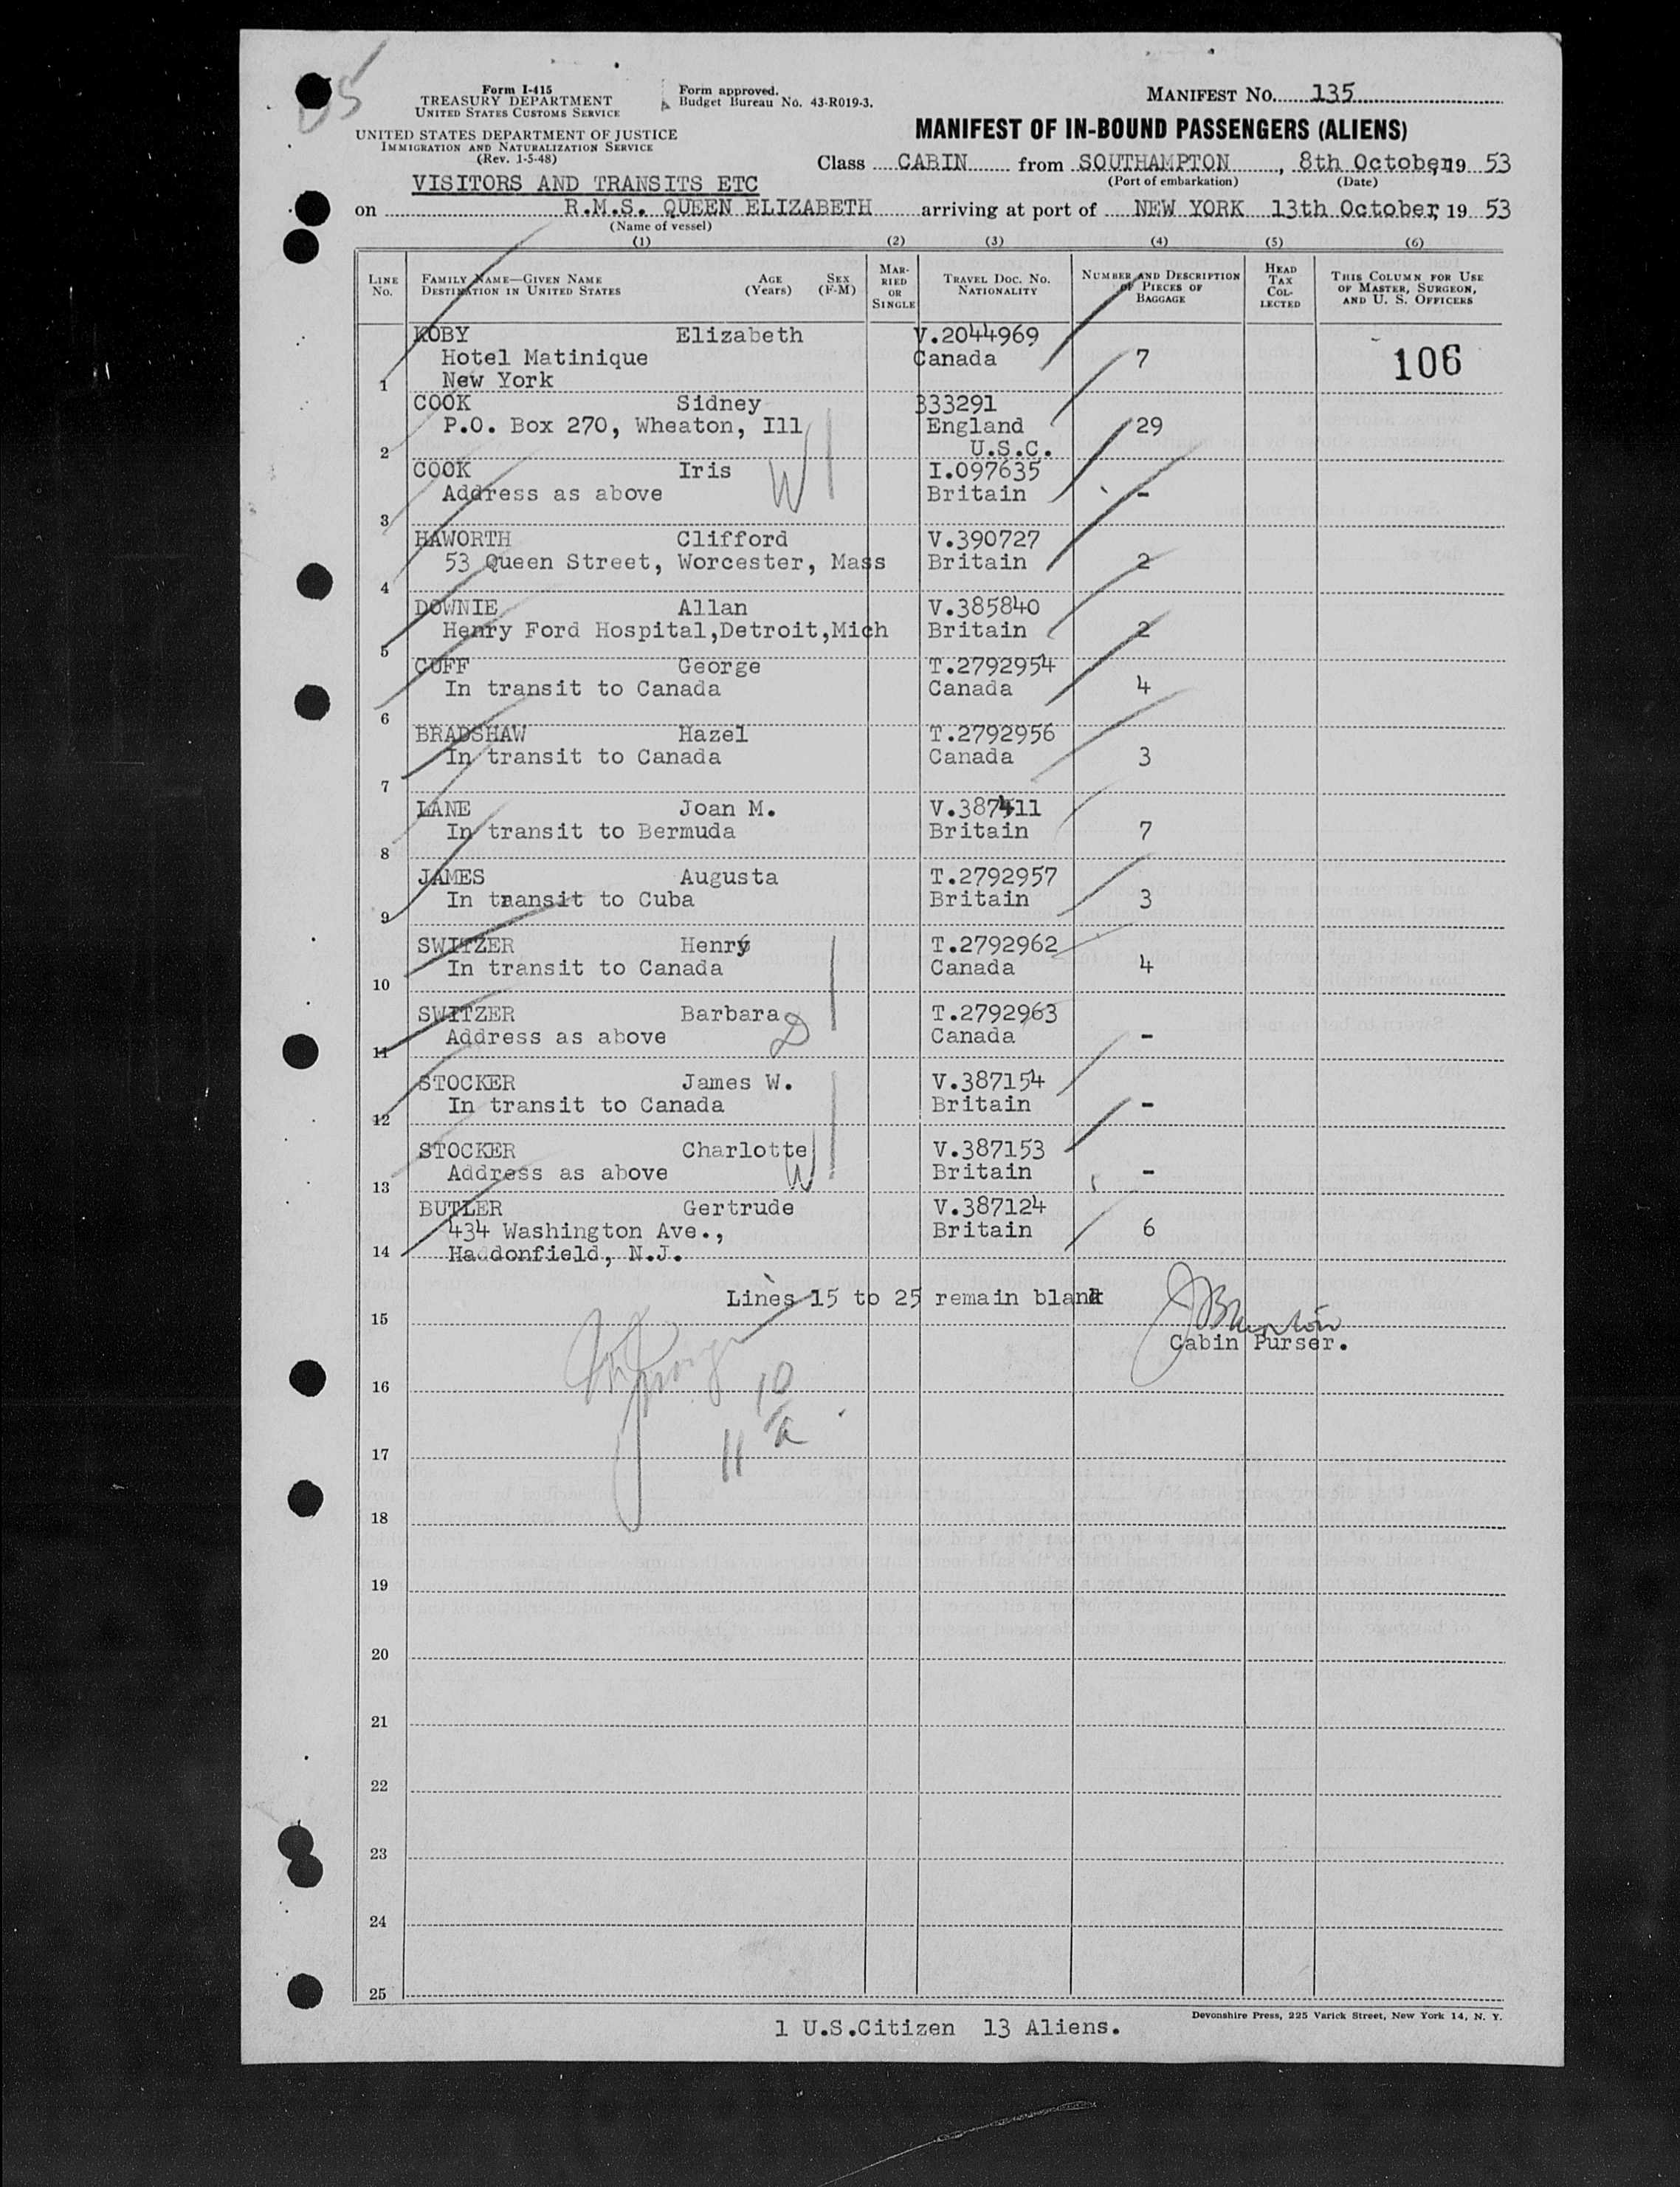 Form I-415
TREASURY DEPARTMENT
UNITED STATES CUSTOMS SERVICE
UNITED STATES DEPARTMENT OF JUSTICE
IMMIGRATION AND NATURALIZATION SERVICE
(Rev. 1-5-48)
Form approved.
Budget Bureau No. 43-R019-3.
MANIFEST NO. 135
MANIFEST OF IN-BOUND PASSENGERS (ALIENS)
Class CABIN from SOUTHAMPTON, 8th October, 19 53
(Port of embarkation) (Date)
VISITORS AND TRANSITS ETC
on R.M.S. QUEEN ELIZABETH arriving at port of NEW YORK 13th October, 19 53
(Name of vessel)
(1) (2) (3) (4) (5) (6)
LINE NO. FAMILY NAME—GIVEN NAME DESTINATION IN UNITED STATES AGE (Years) SEX (F-M) MARRIED OR SINGLE TRAVEL DOC. NO. NATIONALITY NUMBER AND DESCRIPTION OF PIECES OF BAGGAGE HEAD TAX COLLECTED THIS COLUMN FOR USE OF MASTER, SURGEON, AND U. S. OFFICERS
KOBY Elizabeth V.2044969
Hotel Matinique Canada 7 106
1 New York
COOK Sidney 333291
P.O. Box 270, Wheaton, Ill England 29
2 U.S.C.
COOK Iris W I.097635
Address as above Britain -
3
HAWORTH Clifford V.390727
53 Queen Street, Worcester, Mass Britain 2
4
DOWNIE Allan V.385840
Henry Ford Hospital,Detroit,Mich Britain 2
5
CUFF George T.2792954
In transit to Canada Canada 4
6
BRADSHAW Hazel T.2792956
In transit to Canada Canada 3
7
LANE Joan M. V.387411
In transit to Bermuda Britain 7
8
JAMES Augusta T.2792957
In transit to Cuba Britain 3
9
SWITZER Henry T.2792962
In transit to Canada Canada 4
10
SWITZER Barbara D T.2792963
Address as above Canada -
11
STOCKER James W. V.387154
In transit to Canada Britain -
12
STOCKER Charlotte W V.387153
Address as above Britain -
13
BUTLER Gertrude V.387124
434 Washington Ave., Britain 6
14 Haddonfield, N.J.
Lines 15 to 25 remain blank
15
Cabin Purser.
16
10
17 11
18
19
20
21
22
23
24
25
Devonshire Press, 225 Varick Street, New York 14, N. Y.
1 U.S.Citizen 13 Aliens.